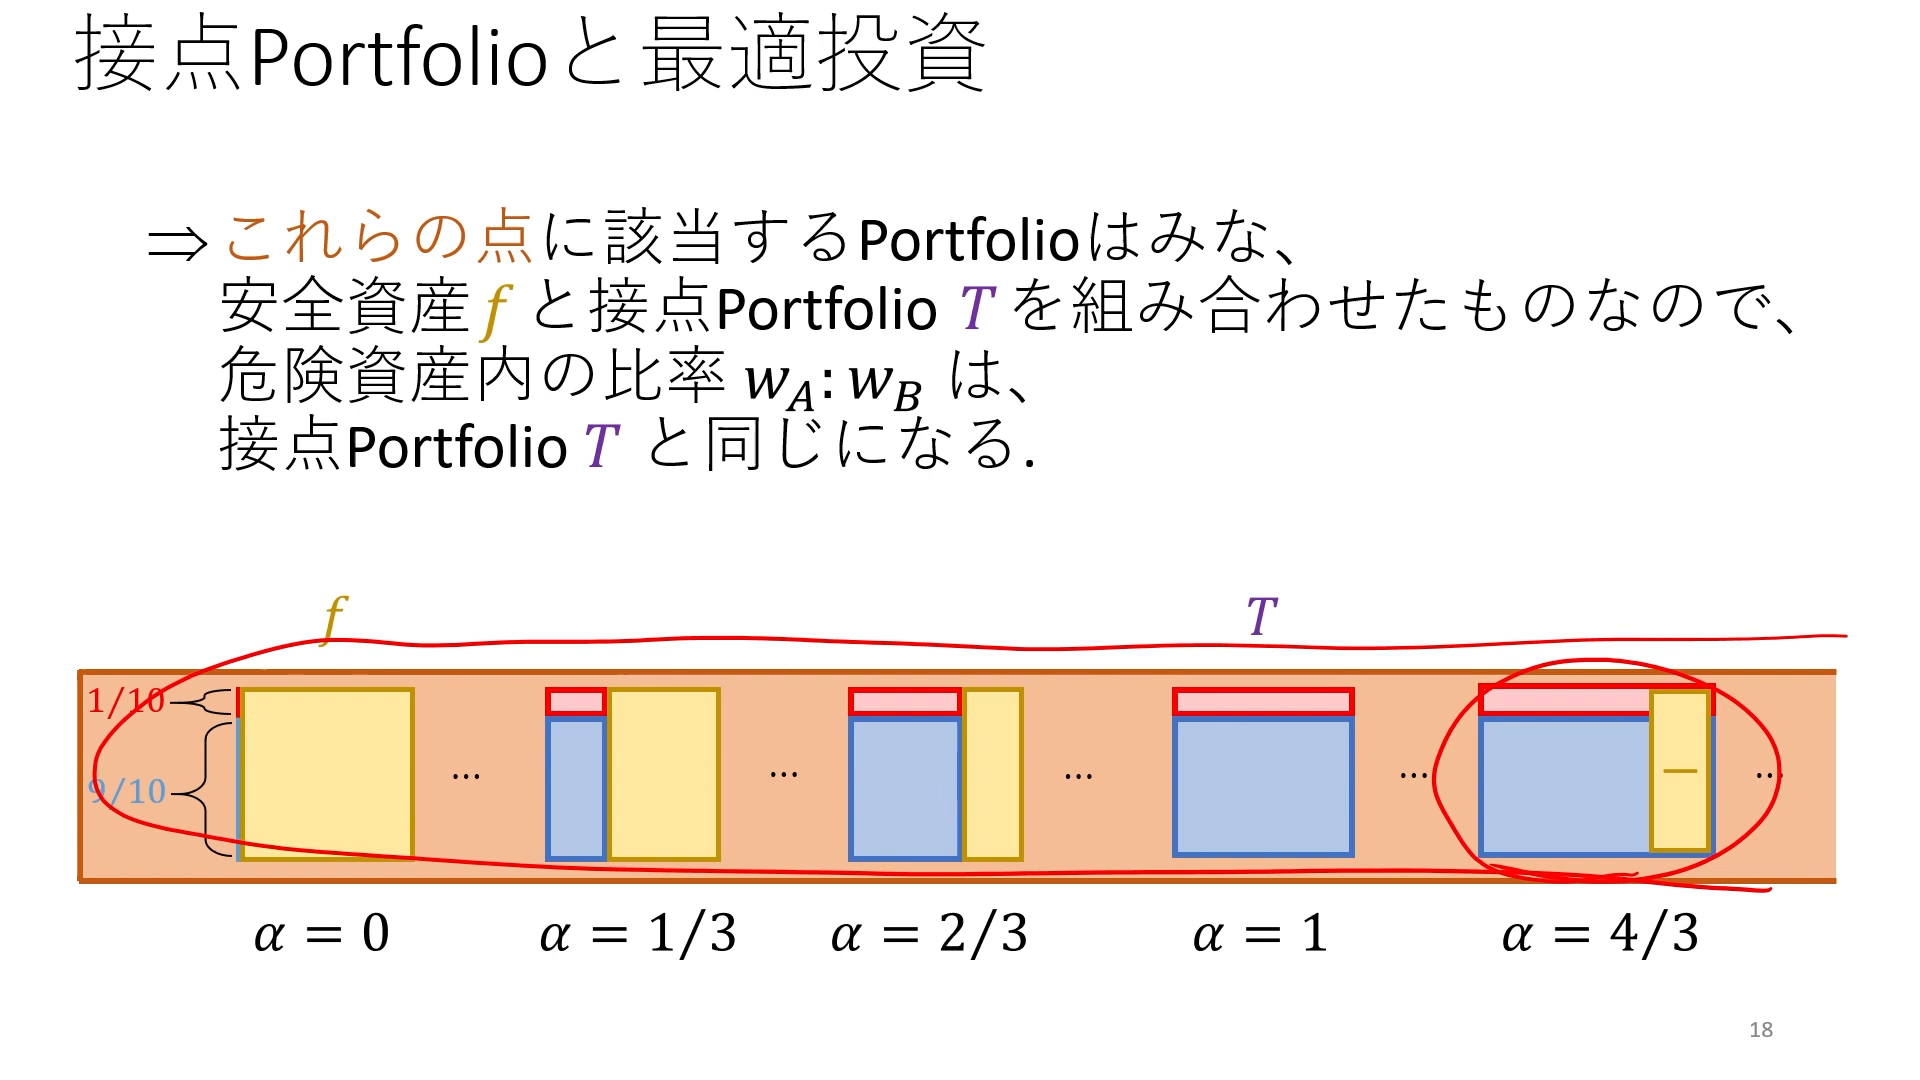 接点Portfolioと最適投資
⇒これらの点に該当するPortfolioはみな、
安全資産fと接点Portfolio Tを組み合わせたものなので、
危険資産内の比率 w_A: w_B は、
接点Portfolio T と同じになる.
f T
1/10
9/10
... ... ... ... − ...
α = 0 α = 1/3 α = 2/3 α = 1 α = 4/3
18